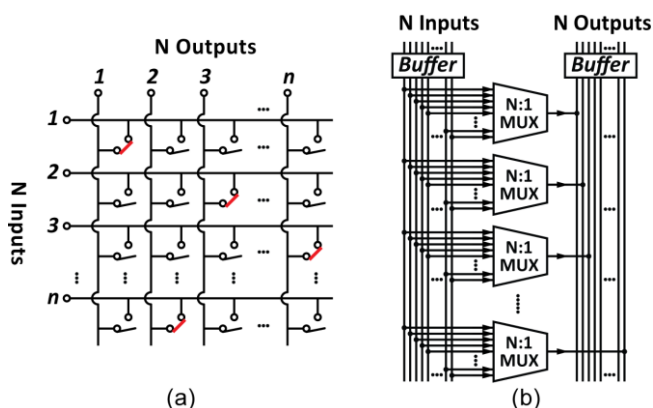 N Outputs
1 2 3 n
...
N Inputs
1
...
2
...
3
...
n
...
(a)
N Inputs
N Outputs
...
...
Buffer
Buffer
N:1
MUX
...
...
N:1
MUX
...
...
N:1
MUX
...
...
N:1
MUX
...
...
(b)